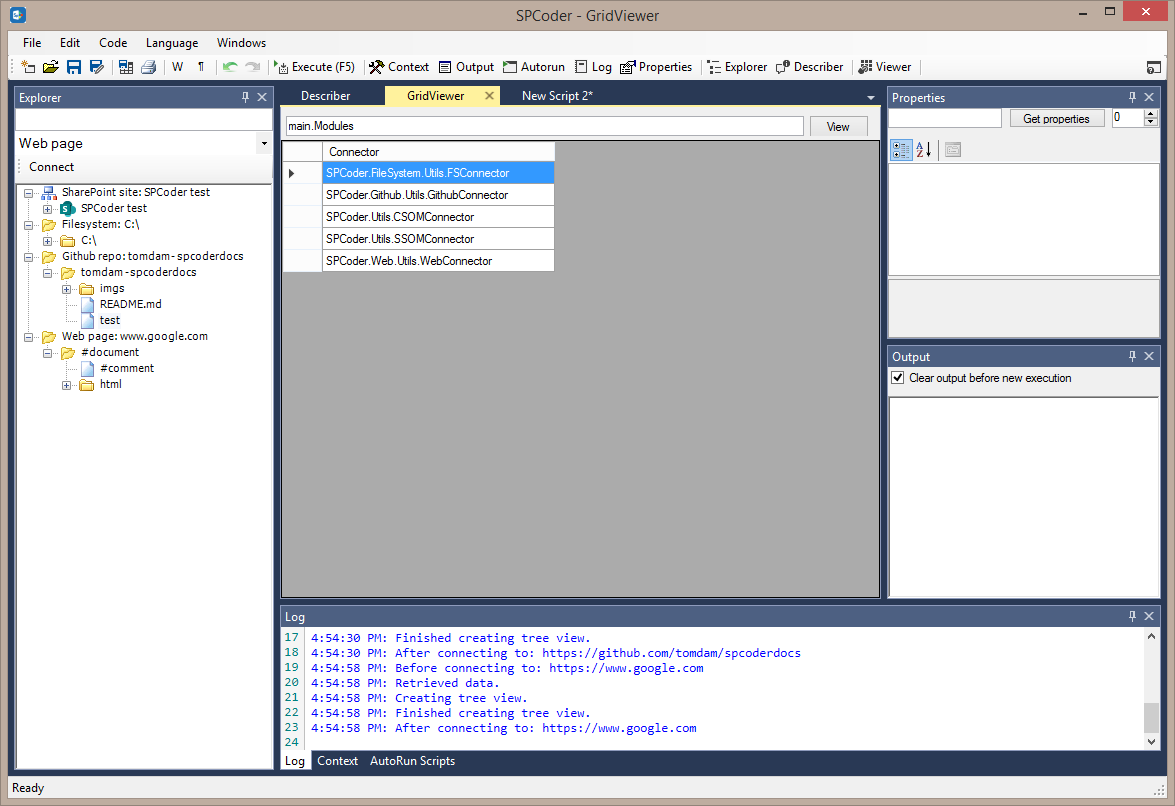 SPCoder - GridViewer
File Edit Code Language Windows
W ¶ Execute (F5) Context Output Autorun Log Properties Explorer Describer Viewer
Explorer
Web page
Connect
SharePoint site: SPCoder test
SPCoder test
Filesystem: C:\
C:\
Github repo: tomdam-spcoderdocs
tomdam-spcoderdocs
imgs
README.md
test
Web page: www.google.com
#document
#comment
html
Describer GridViewer New Script 2*
main.Modules View
Connector
SPCoder.FileSystem.Utils.FSConnector
SPCoder.Github.Utils.GithubConnector
SPCoder.Utils.CSOMConnector
SPCoder.Utils.SSOMConnector
SPCoder.Web.Utils.WebConnector
Properties
Get properties 0
Output
Clear output before new execution
Log
17 4:54:30 PM: Finished creating tree view.
18 4:54:30 PM: After connecting to: https://github.com/tomdam/spcoderdocs
19 4:54:58 PM: Before connecting to: https://www.google.com
20 4:54:58 PM: Retrieved data.
21 4:54:58 PM: Creating tree view.
22 4:54:58 PM: Finished creating tree view.
23 4:54:58 PM: After connecting to: https://www.google.com
24
Log Context AutoRun Scripts
Ready